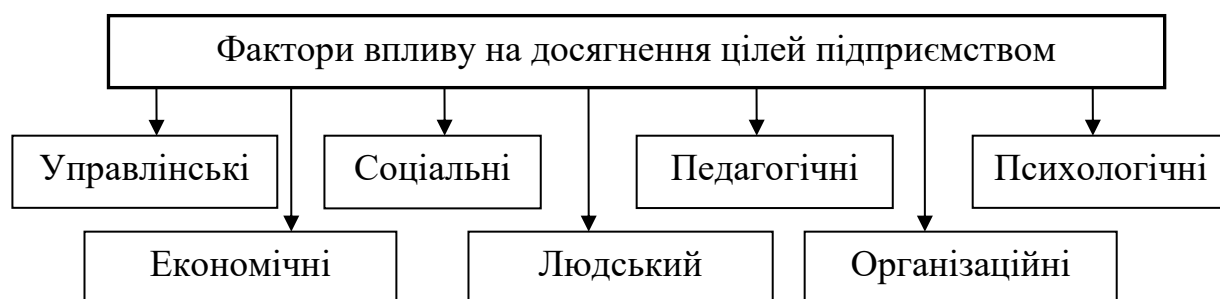 Фактори впливу на досягнення цілей підприємством
Управлінські
Соціальні
Педагогічні
Психологічні
Економічні
Людський
Організаційні